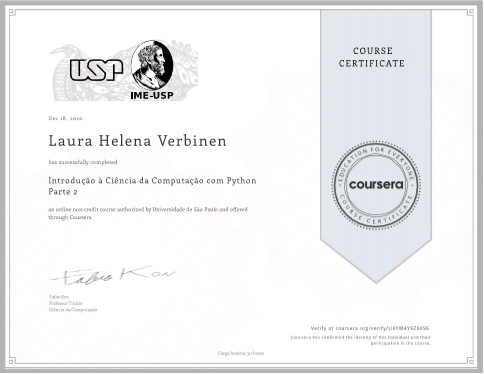 USP
IME-USP
COURSE
CERTIFICATE
Dec 18, 2020
Laura Helena Verbinen
has successfully completed
Introdução à Ciência da Computação com Python
Parte 2
an online non-credit course authorized by Universidade de São Paulo and offered
through Coursera
EDUCATION FOR EVERYONE
coursera
COURSE CERTIFICATE
Fabio Kon
Fabio Kon
Professor Titular
Ciência da Computação
Verify at coursera.org/verify/
Coursera has confirmed the identity of this individual and their
participation in the course.
Carga horária: 30 horas